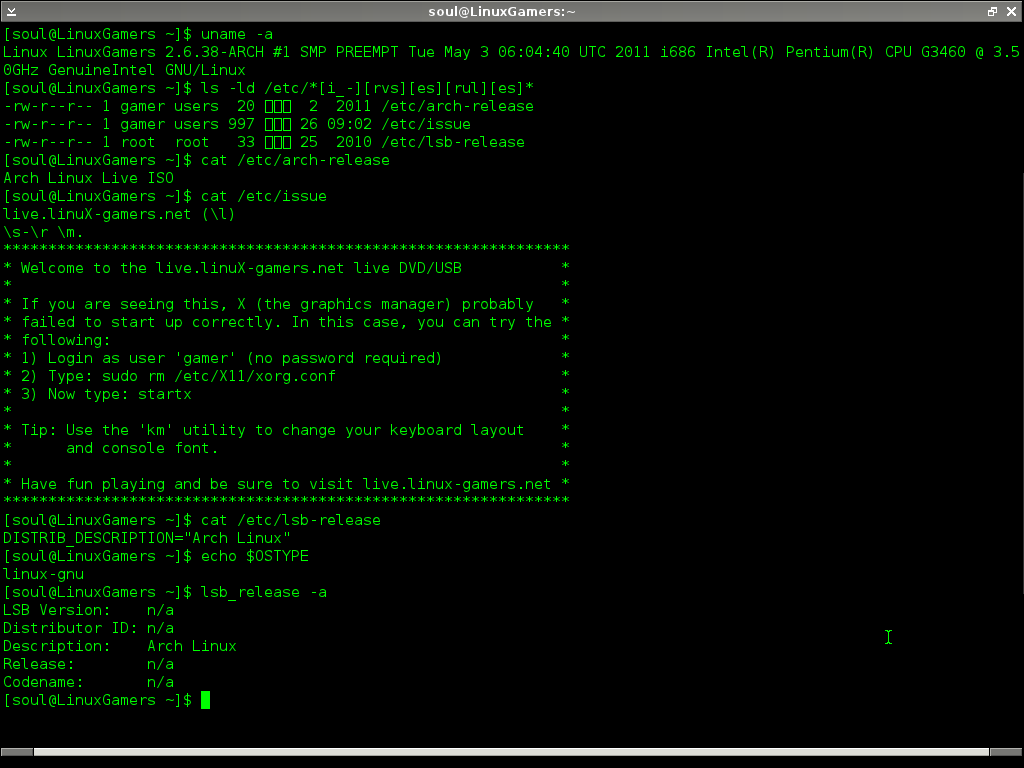 soul@LinuxGamers:~
[soul@LinuxGamers ~]$ uname -a
Linux LinuxGamers 2.6.38-ARCH #1 SMP PREEMPT Tue May 3 06:04:40 UTC 2011 i686 Intel(R) Pentium(R) CPU G3460 @ 3.5
0GHz GenuineIntel GNU/Linux
[soul@LinuxGamers ~]$ ls -ld /etc/*[i_-][rvs][es][rul][es]*
-rw-r--r-- 1 gamer users  20 □□□  2  2011 /etc/arch-release
-rw-r--r-- 1 gamer users 997 □□□ 26 09:02 /etc/issue
-rw-r--r-- 1 root  root   33 □□□ 25  2010 /etc/lsb-release
[soul@LinuxGamers ~]$ cat /etc/arch-release
Arch Linux Live ISO
[soul@LinuxGamers ~]$ cat /etc/issue
live.linuX-gamers.net (\l)
\s-\r \m.
***************************************************************
* Welcome to the live.linuX-gamers.net live DVD/USB           *
*                                                             *
* If you are seeing this, X (the graphics manager) probably   *
* failed to start up correctly. In this case, you can try the *
* following:                                                  *
* 1) Login as user 'gamer' (no password required)             *
* 2) Type: sudo rm /etc/X11/xorg.conf                         *
* 3) Now type: startx                                         *
*                                                             *
* Tip: Use the 'km' utility to change your keyboard layout    *
*      and console font.                                      *
*                                                             *
* Have fun playing and be sure to visit live.linux-gamers.net *
***************************************************************
[soul@LinuxGamers ~]$ cat /etc/lsb-release
DISTRIB_DESCRIPTION="Arch Linux"
[soul@LinuxGamers ~]$ echo $OSTYPE
linux-gnu
[soul@LinuxGamers ~]$ lsb_release -a
LSB Version:    n/a
Distributor ID: n/a
Description:    Arch Linux
Release:        n/a
Codename:       n/a
[soul@LinuxGamers ~]$